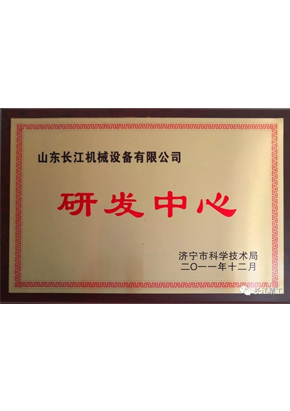 山东长江机械设备有限公司
研发中心
济宁市科学技术局
二〇一一年十二月